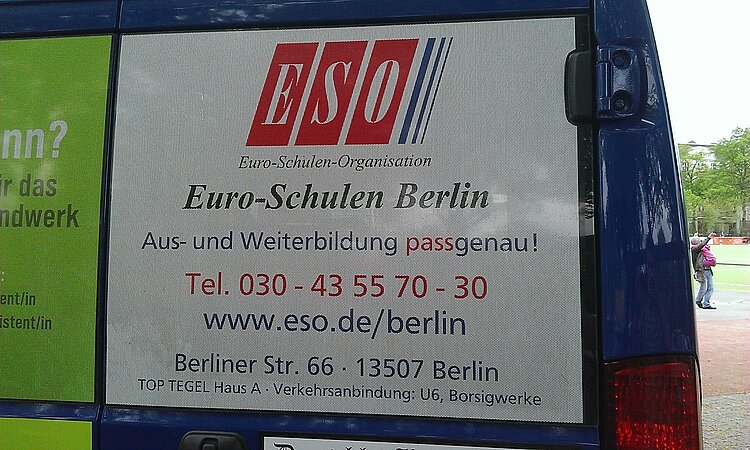 nn?
ir das
ndwerk
:
ent/in
istent/in
ESO
Euro-Schulen-Organisation
Euro-Schulen Berlin
Aus- und Weiterbildung passgenau!
Tel. 030 - 43 55 70 - 30
www.eso.de/berlin
Berliner Str. 66 · 13507 Berlin
TOP TEGEL Haus A · Verkehrsanbindung: U6, Borsigwerke